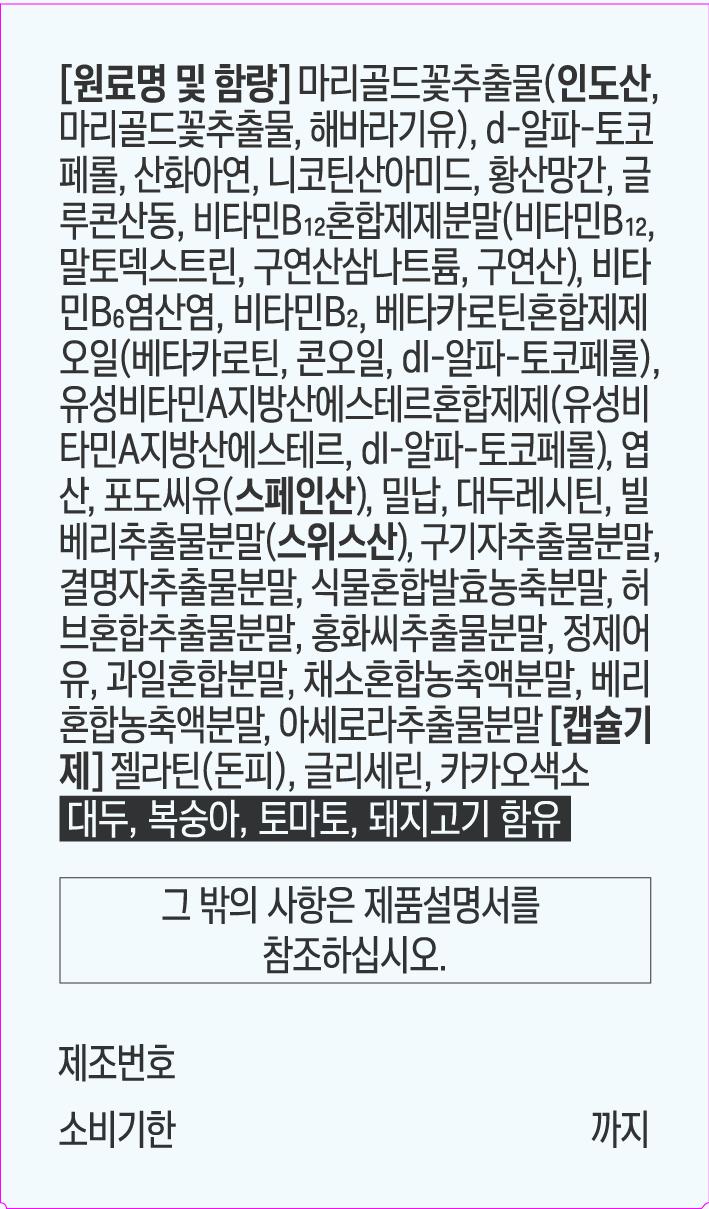 [원료명 및 함량] 마리골드꽃추출물(인도산,
마리골드꽃추출물, 해바라기유), d-알파-토코
페롤, 산화아연, 니코틴산아미드, 황산망간, 글
루콘산동, 비타민B12혼합제제분말(비타민B12,
말토덱스트린, 구연산삼나트륨, 구연산), 비타
민B6염산염, 비타민B2, 베타카로틴혼합제제
오일(베타카로틴, 콘오일, dl-알파-토코페롤),
유성비타민A지방산에스테르혼합제제(유성비
타민A지방산에스테르, dl-알파-토코페롤), 엽
산, 포도씨유(스페인산), 밀납, 대두레시틴, 빌
베리추출물분말(스위스산), 구기자추출물분말,
결명자추출물분말, 식물혼합발효농축분말, 허
브혼합추출물분말, 홍화씨추출물분말, 정제어
유, 과일혼합분말, 채소혼합농축액분말, 베리
혼합농축액분말, 아세로라추출물분말 [캡슐기
제] 젤라틴(돈피), 글리세린, 카카오색소
대두, 복숭아, 토마토, 돼지고기 함유
그 밖의 사항은 제품설명서를
참조하십시오.
제조번호
소비기한 까지